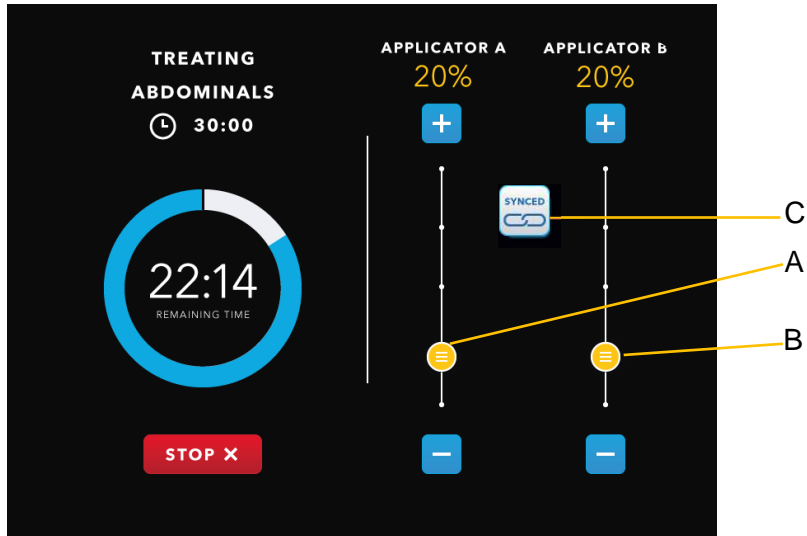 TREATING
ABDOMINALS
30:00
22:14
REMAINING TIME
STOP X
APPLICATOR A
20%
+
−
APPLICATOR B
20%
+
−
SYNCED
C
A
B